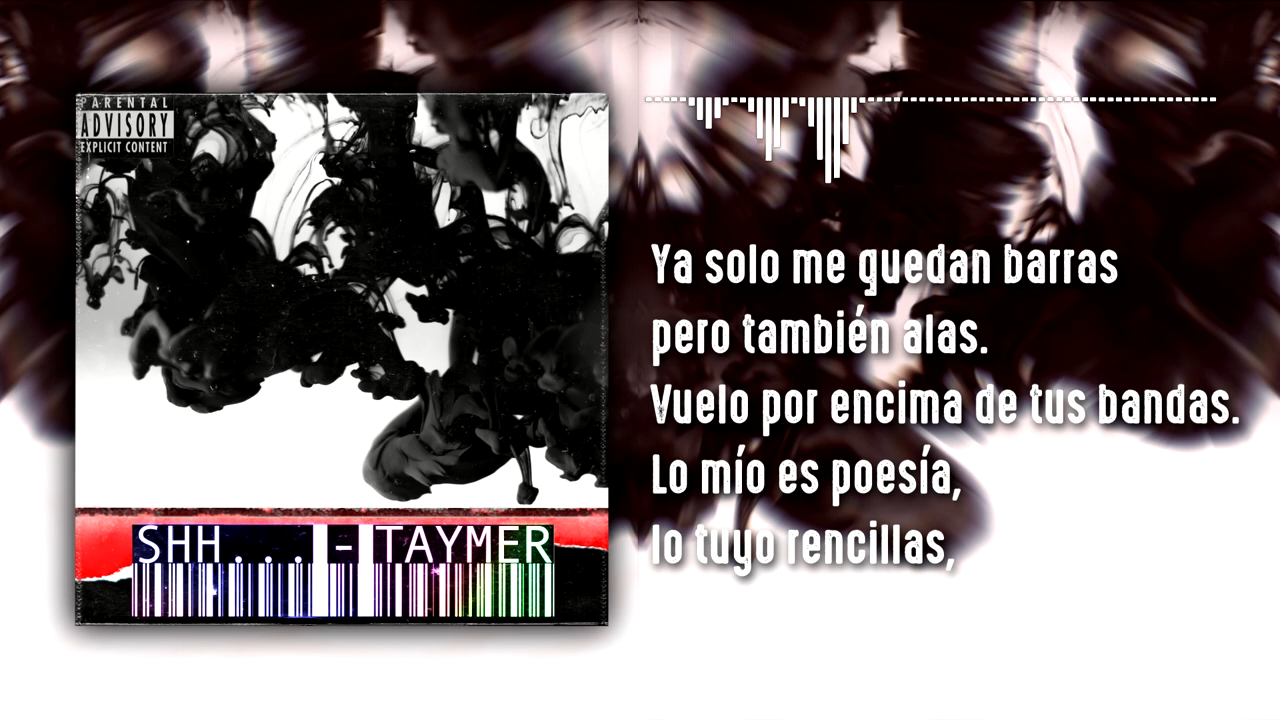 PARENTAL
ADVISORY
EXPLICIT CONTENT
SHH... - TAYMER
Ya solo me quedan barras
pero también alas.
Vuelo por encima de tus bandas.
Lo mío es poesía,
lo tuyo rencillas,